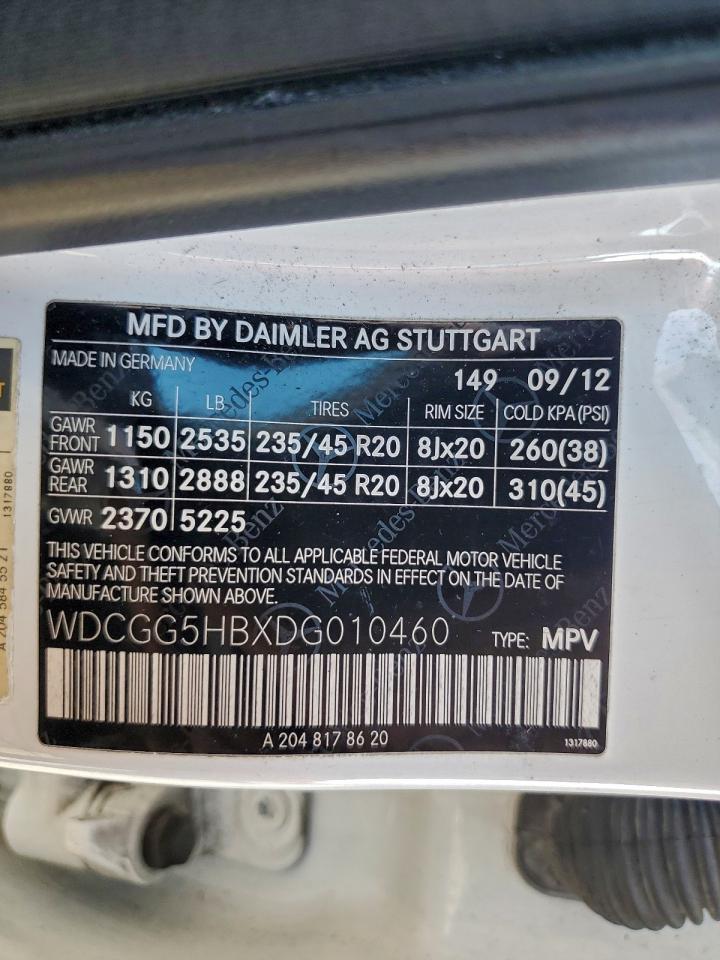 MFD BY DAIMLER AG STUTTGART
MADE IN GERMANY 149 09/12
KG LB TIRES RIM SIZE COLD KPA(PSI)
GAWR FRONT 1150 2535 235/45 R20 8Jx20 260(38)
GAWR REAR 1310 2888 235/45 R20 8Jx20 310(45)
GVWR 2370 5225
THIS VEHICLE CONFORMS TO ALL APPLICABLE FEDERAL MOTOR VEHICLE
SAFETY AND THEFT PREVENTION STANDARDS IN EFFECT ON THE DATE OF
MANUFACTURE SHOWN ABOVE.
WDCGG5HBXDG010460 TYPE: MPV
A 204 817 86 20
1317880
1317880